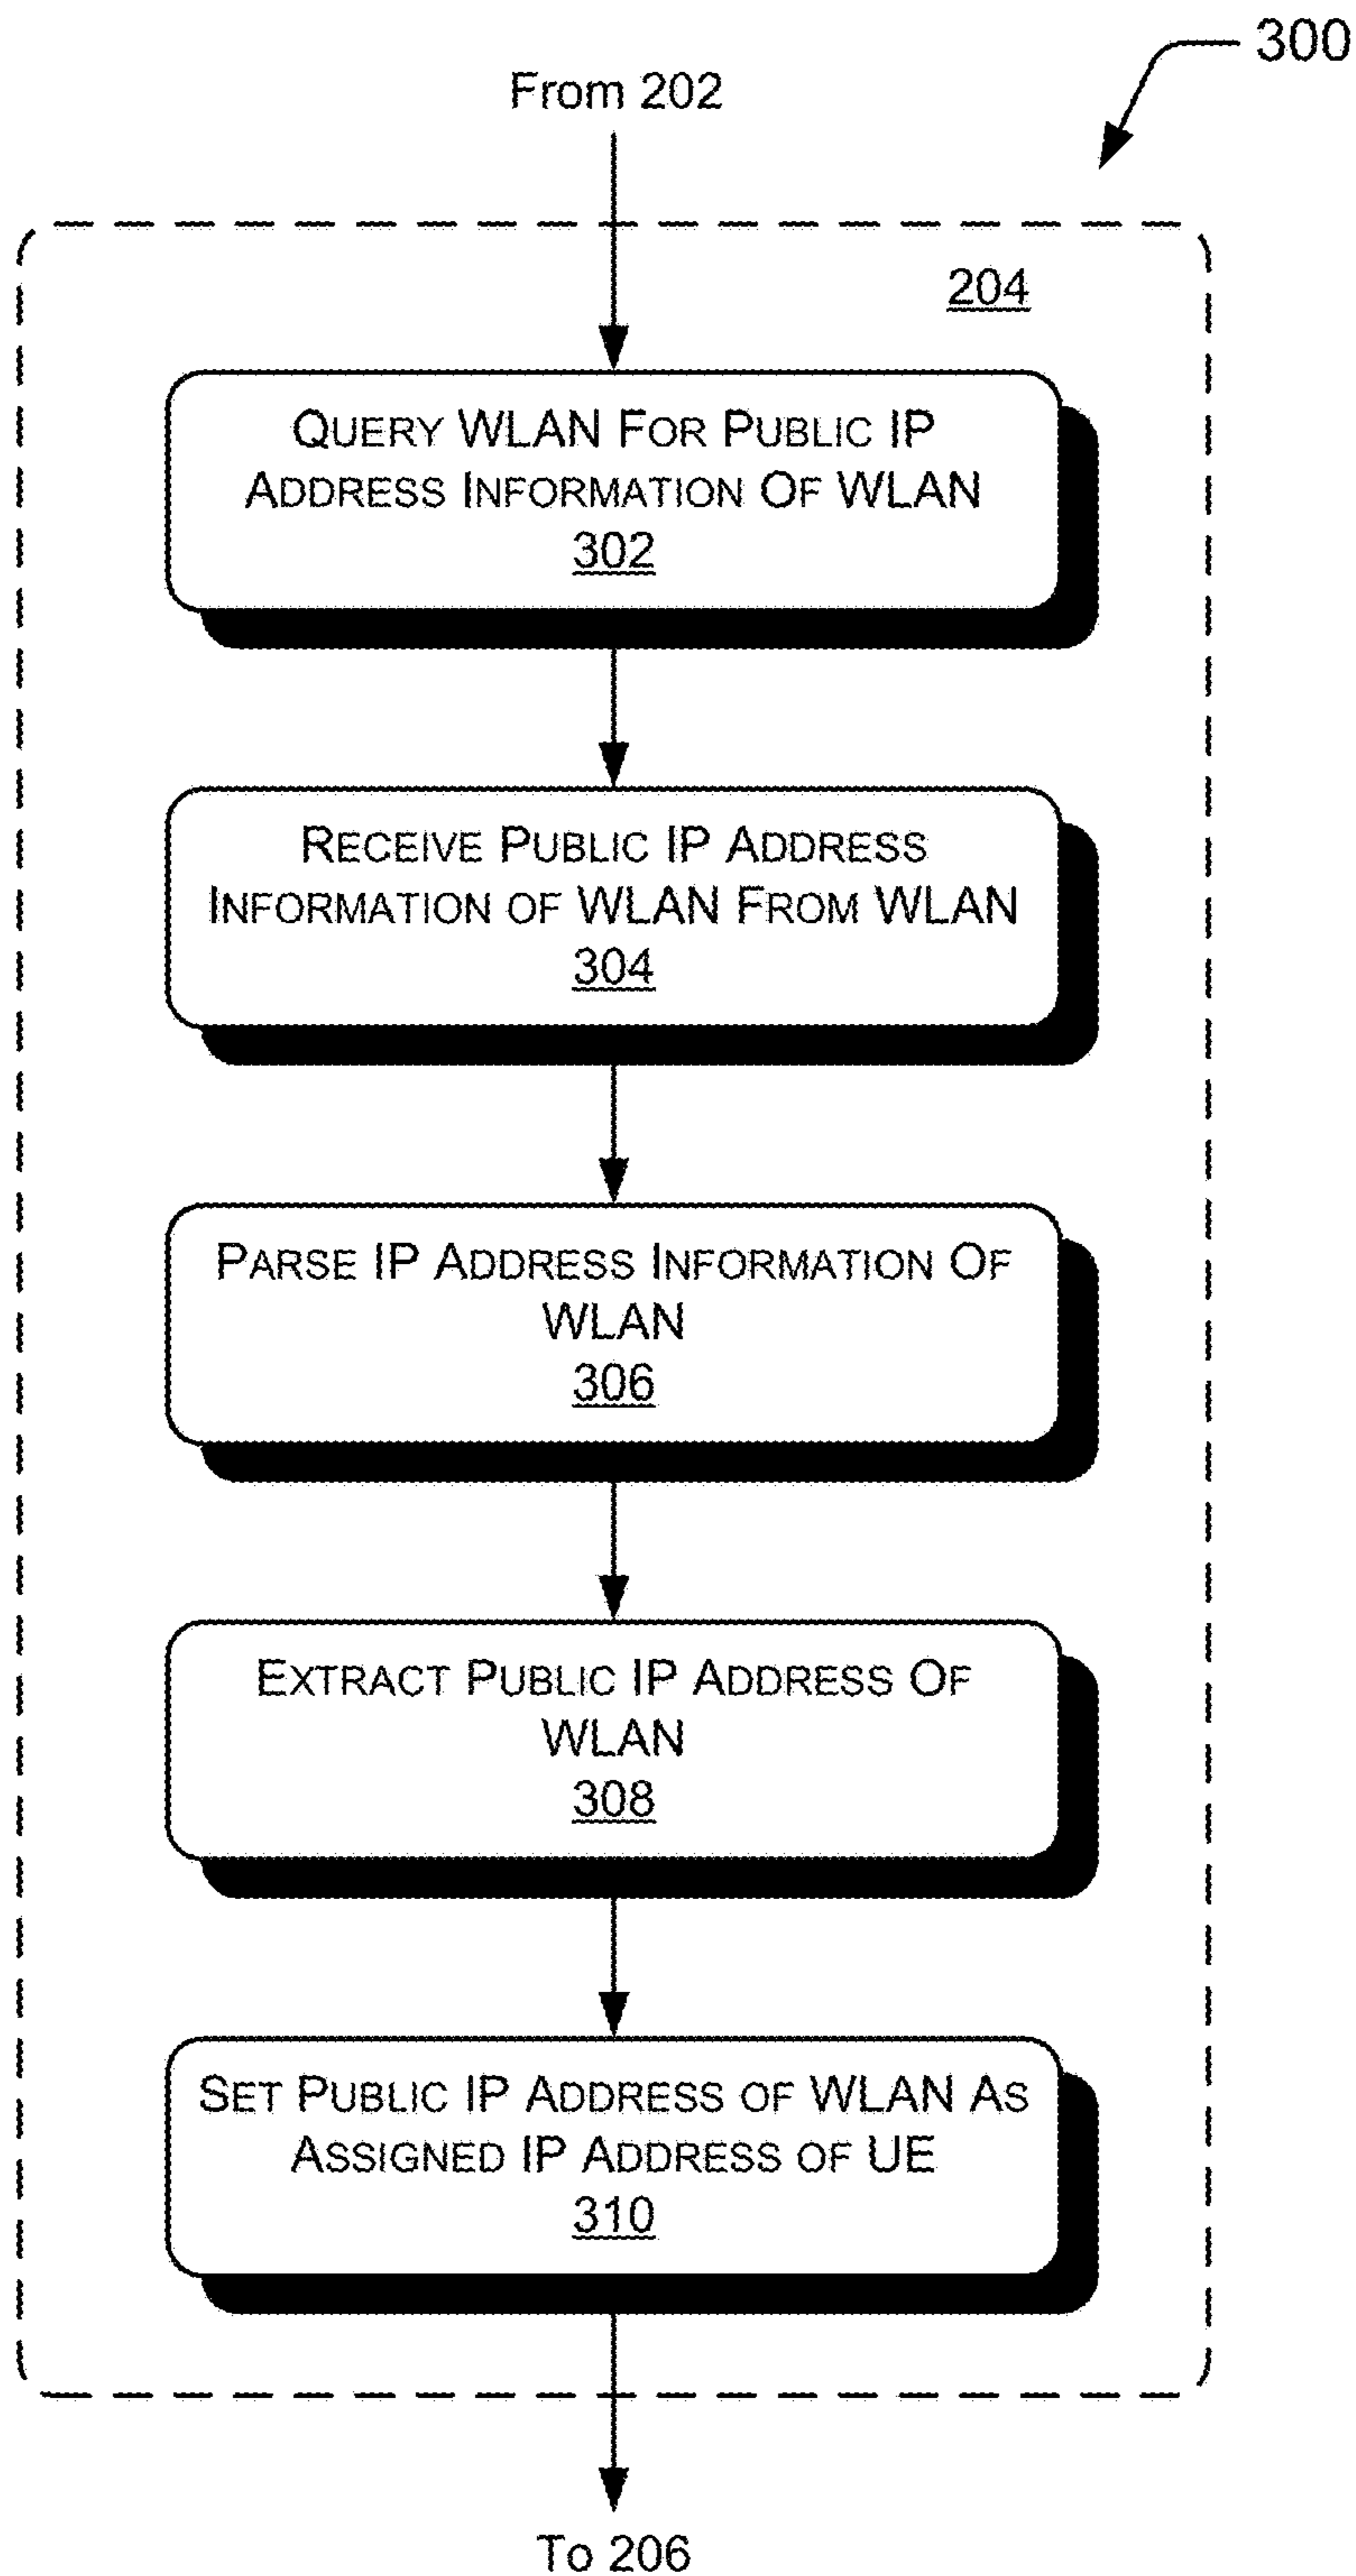 300
From 202
204
QUERY WLAN FOR PUBLIC IP
ADDRESS INFORMATION OF WLAN
302
RECEIVE PUBLIC IP ADDRESS
INFORMATION OF WLAN FROM WLAN
304
PARSE IP ADDRESS INFORMATION OF
WLAN
306
EXTRACT PUBLIC IP ADDRESS OF
WLAN
308
SET PUBLIC IP ADDRESS OF WLAN AS
ASSIGNED IP ADDRESS OF UE
310
To 206